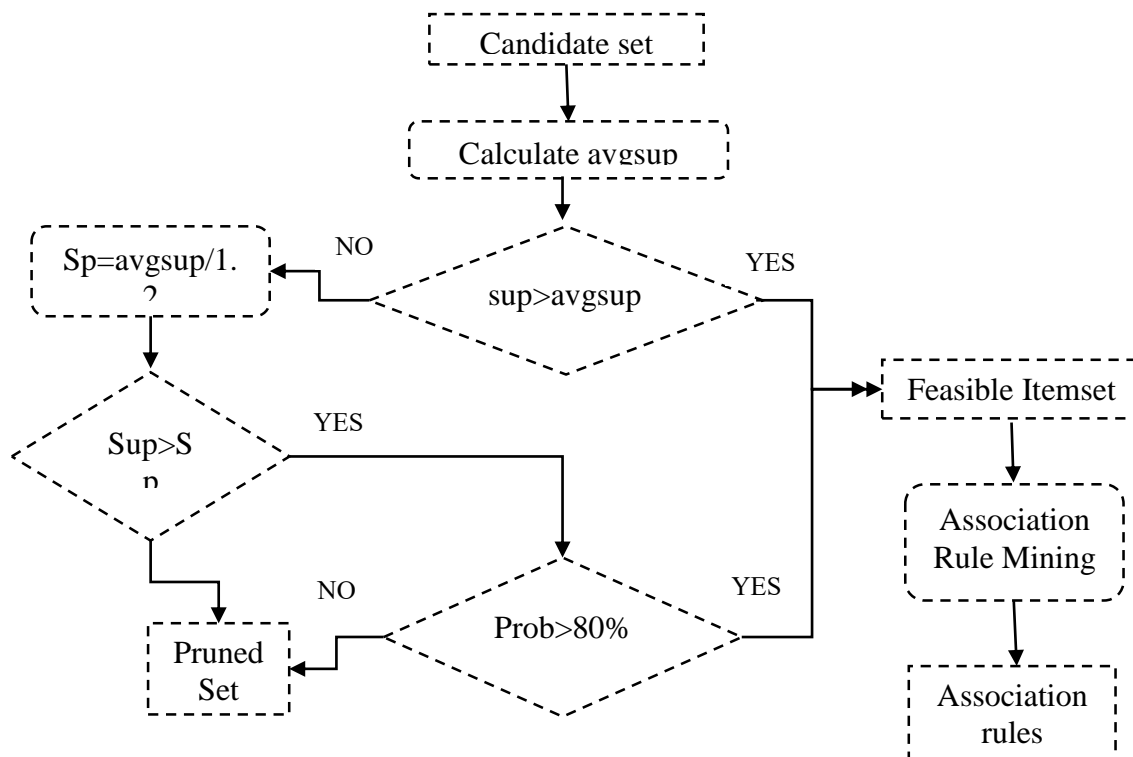 Candidate set
Calculate avgsup
NO
YES
Sp=avgsup/1.
2
sup>avgsup
Feasible Itemset
YES
Sup>S
p
Association
Rule Mining
NO
YES
Prob>80%
Pruned
Set
Association
rules